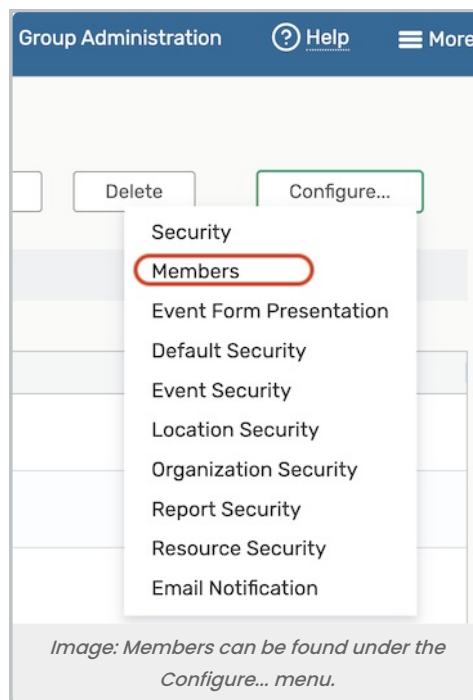 Group Administration Help More
Delete Configure...
Security
Members
Event Form Presentation
Default Security
Event Security
Location Security
Organization Security
Report Security
Resource Security
Email Notification
Image: Members can be found under the
Configure... menu.